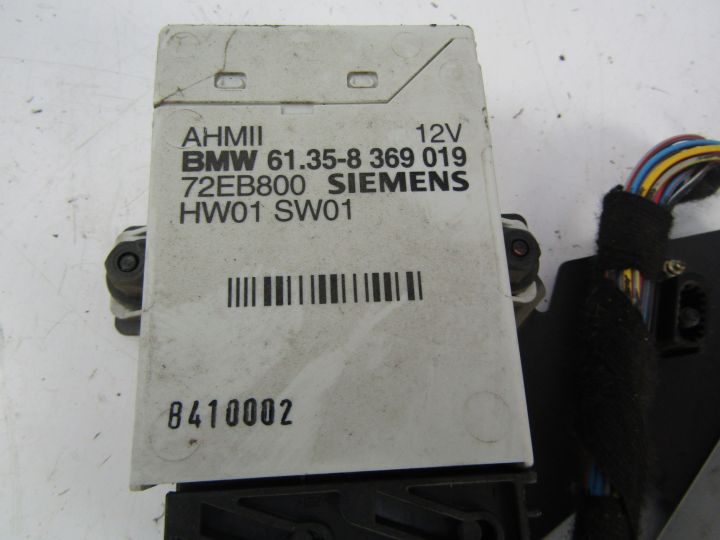 AHMII 12V
BMW 61.35-8 369 019
72EB800 SIEMENS
HW01 SW01
8410002